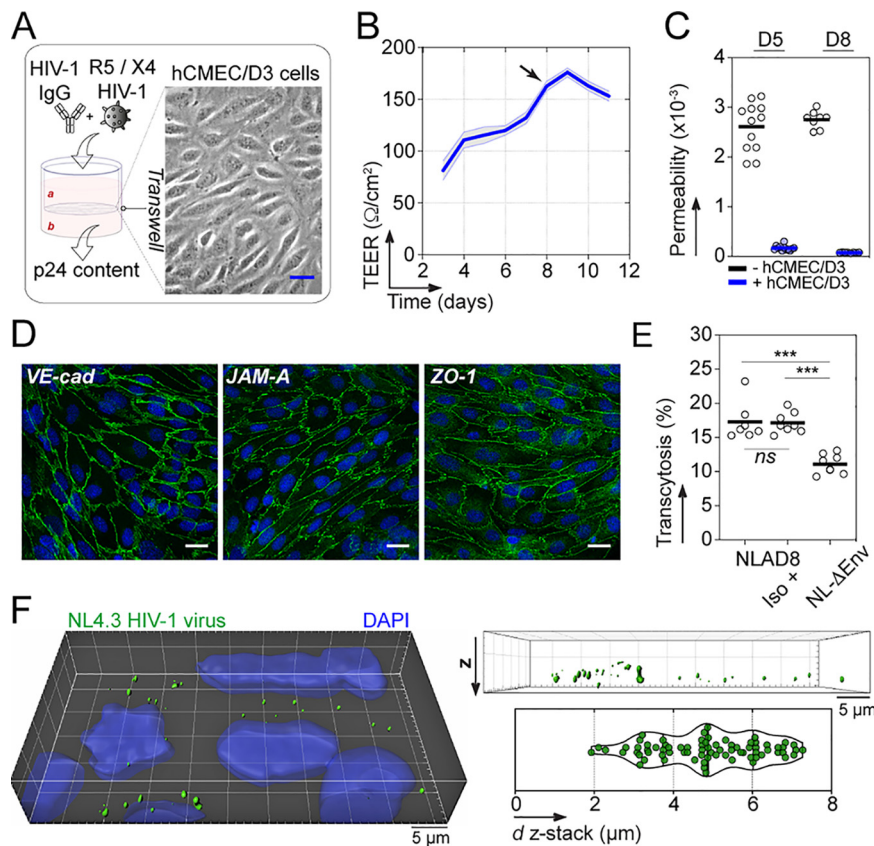 A
HIV-1 R5 / X4
IgG + HIV-1
hCMEC/D3 cells
a
b
Transwell
p24 content
B
200
150
100
50
0
TEER (Ω/cm²)
2 4 6 8 10 12
Time (days)
C
D5 D8
4
3
2
1
0
Permeability (x10⁻³)
- hCMEC/D3
+ hCMEC/D3
D
VE-cad
JAM-A
ZO-1
E
30
25
20
15
10
5
0
Transcytosis (%)
***
***
ns
NLAD8
Iso +
NL-ΔEnv
F
NL4.3 HIV-1 virus DAPI
5 µm
z
5 µm
0 2 4 6 8
d z-stack (µm)